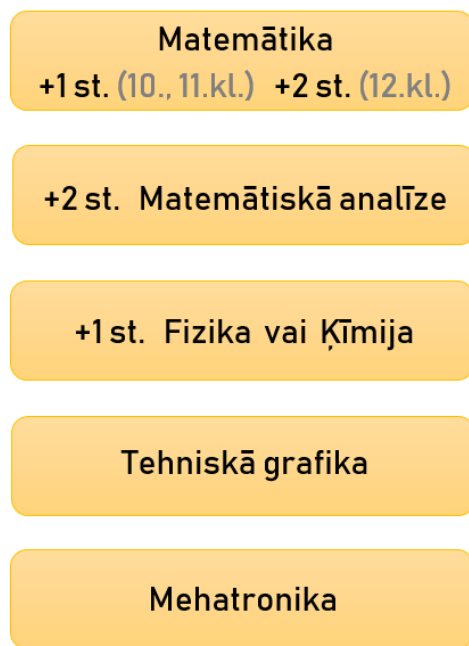 Matemātika
+1 st. (10., 11.kl.) +2 st. (12.kl.)
+2 st. Matemātiskā analīze
+1 st. Fizika vai Ķīmija
Tehniskā grafika
Mehatronika